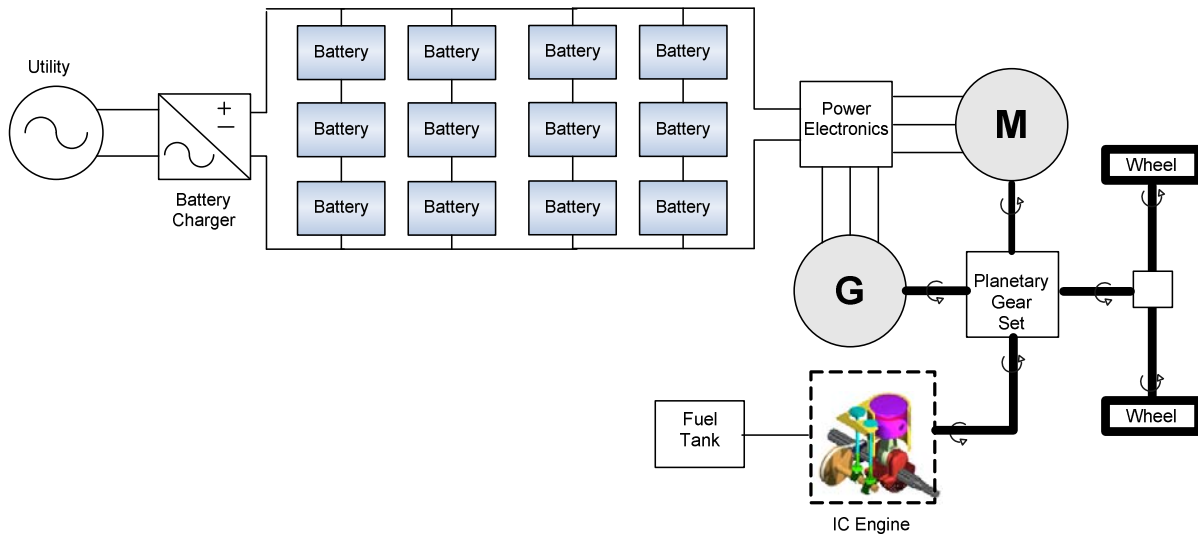 Utility
+
−
Battery
Charger
Battery
Battery
Battery
Battery
Battery
Battery
Battery
Battery
Battery
Battery
Battery
Battery
Power
Electronics
M
G
Planetary
Gear
Set
Wheel
Wheel
Fuel
Tank
IC Engine